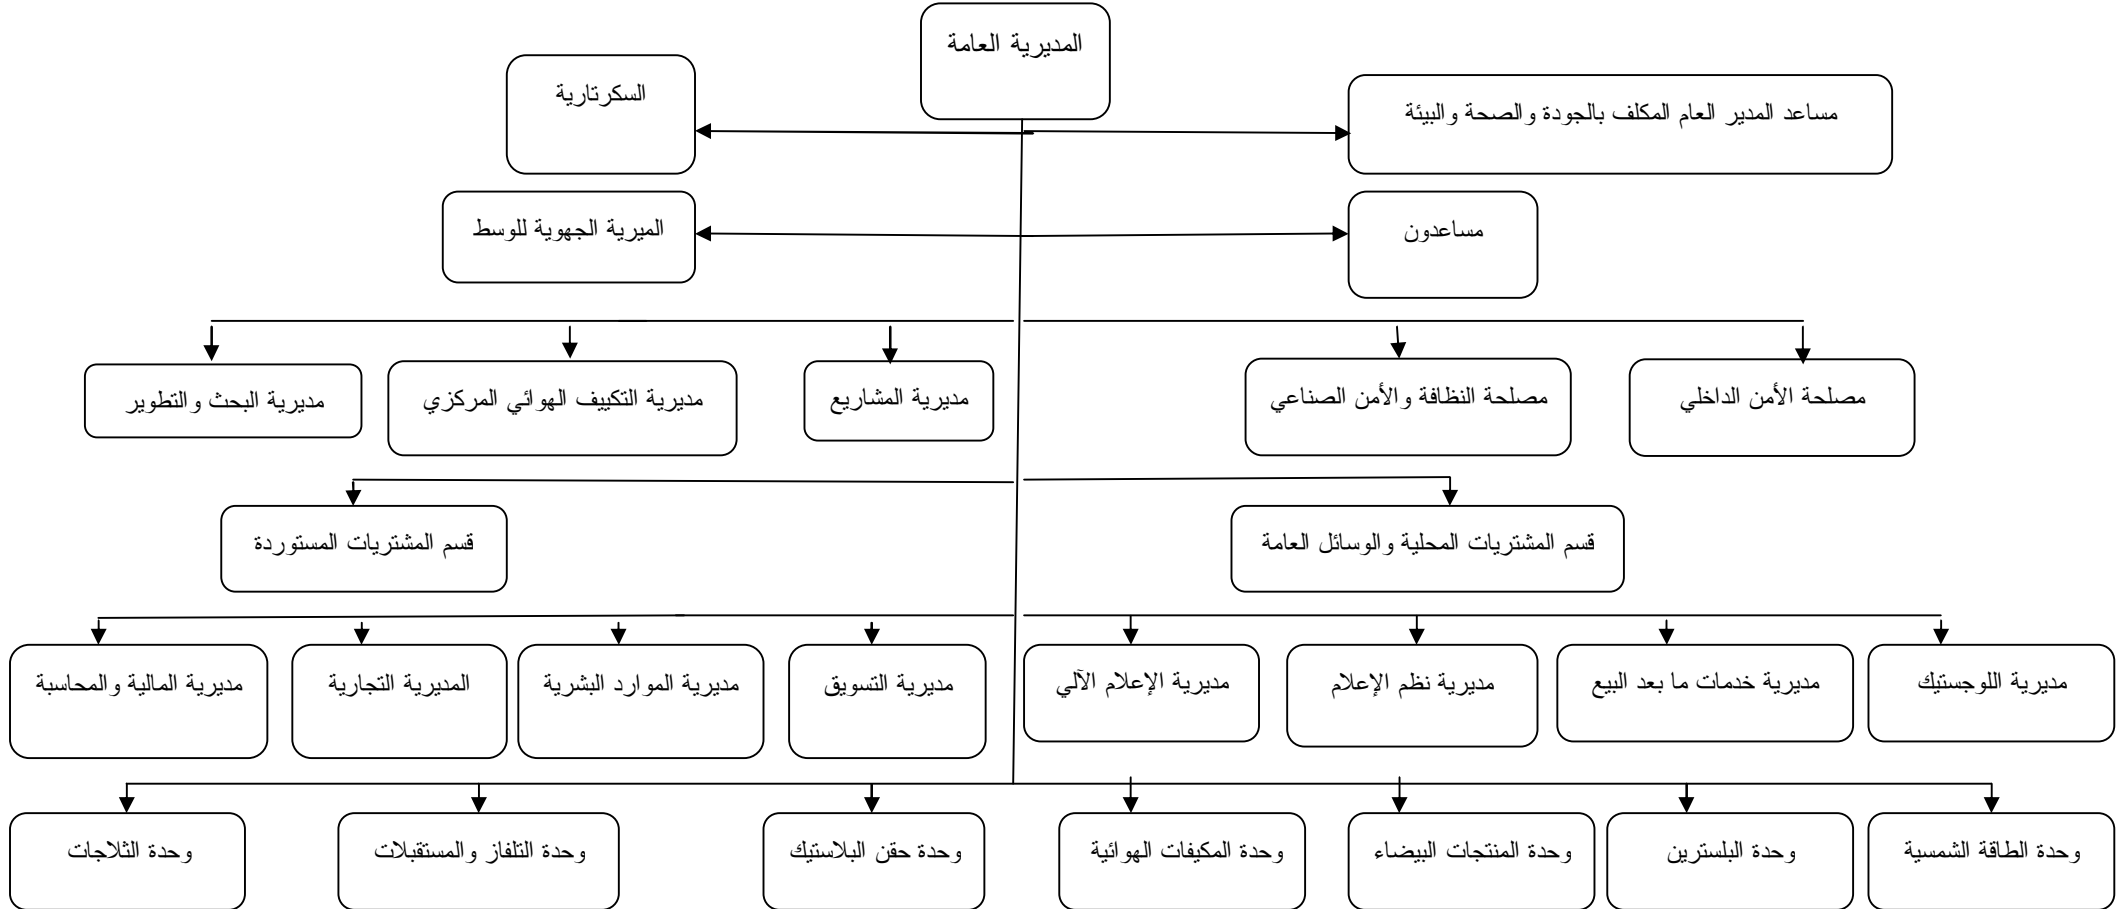 المديرية العامة
السكرتارية
مساعد المدير العام المكلف بالجودة والصحة والبيئة
الميرية الجهوية للوسط
مساعدون
مصلحة الأمن الداخلي
مصلحة النظافة والأمن الصناعي
مديرية المشاريع
مديرية التكييف الهوائي المركزي
مديرية البحث والتطوير
قسم المشتريات المحلية والوسائل العامة
قسم المشتريات المستوردة
مديرية اللوجستيك
مديرية خدمات ما بعد البيع
مديرية نظم الإعلام
مديرية الإعلام الآلي
مديرية التسويق
مديرية الموارد البشرية
المديرية التجارية
مديرية المالية والمحاسبة
وحدة الطاقة الشمسية
وحدة البلسترين
وحدة المنتجات البيضاء
وحدة المكيفات الهوائية
وحدة حقن البلاستيك
وحدة التلفاز والمستقبلات
وحدة الثلاجات